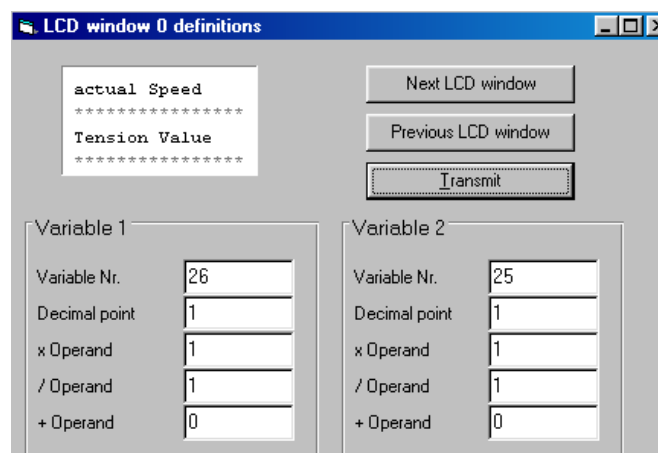 LCD window 0 definitions
actual Speed
****************
Tension Value
****************
Next LCD window
Previous LCD window
Transmit
Variable 1
Variable Nr. 26
Decimal point 1
x Operand 1
/ Operand 1
+ Operand 0
Variable 2
Variable Nr. 25
Decimal point 1
x Operand 1
/ Operand 1
+ Operand 0